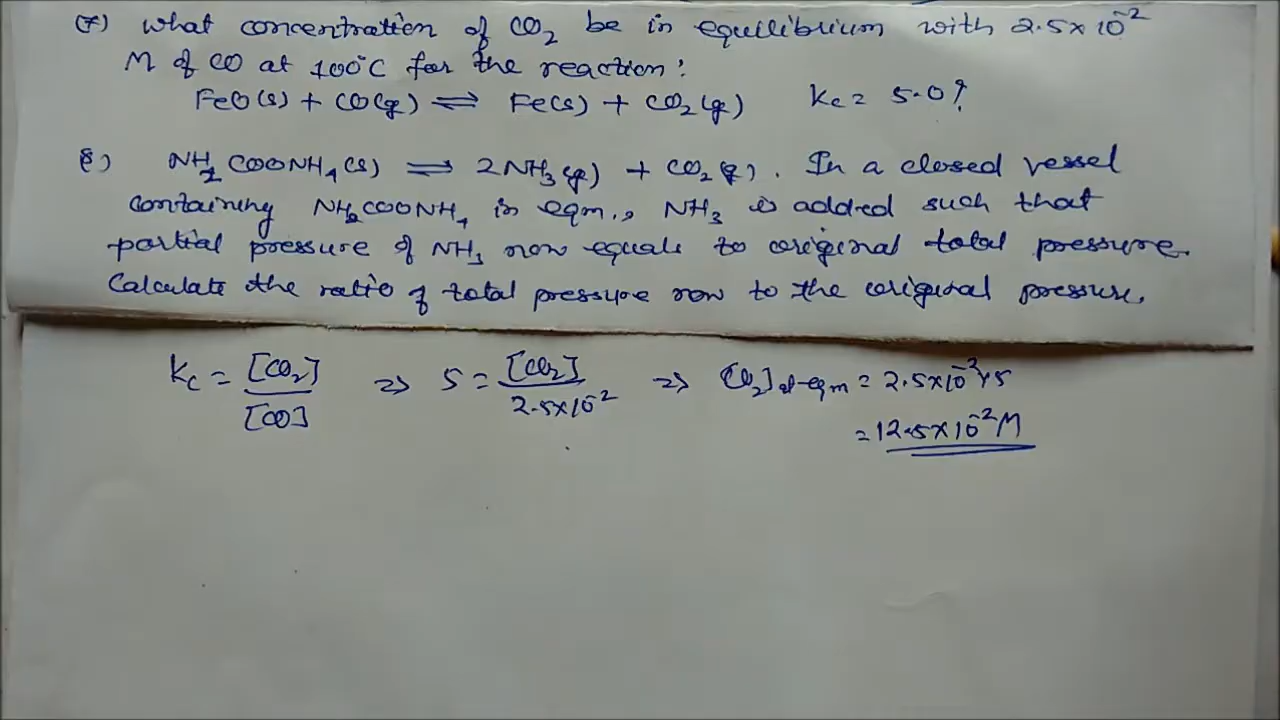 (7) What concentration of CO₂ be in equilibrium with 2.5×10⁻²
M of CO at 100°C for the reaction:
FeO(s) + CO(g) ⇌ Fe(s) + CO₂(g) Kc = 5.0?
8) NH₂COONH₄(s) ⇌ 2NH₃(g) + CO₂(g). In a closed vessel
containing NH₂COONH₄ in eqm., NH₃ is added such that
partial pressure of NH₃ now equals to original total pressure.
Calculate the ratio of total pressure now to the original pressure.
Kc = [CO₂]/[CO] ⇒ 5 = [CO₂]/2.5×10⁻² ⇒ [CO₂] at eqm = 2.5×10⁻²×5
= 12.5×10⁻² M